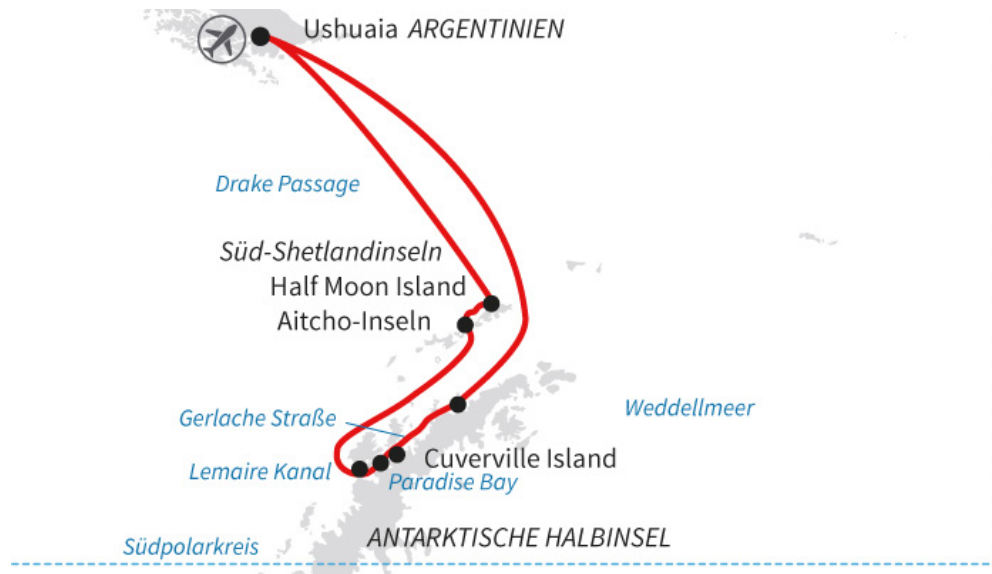 Ushuaia ARGENTINIEN
Drake Passage
Süd-Shetlandinseln
Half Moon Island
Aitcho-Inseln
Weddellmeer
Gerlache Straße
Cuverville Island
Lemaire Kanal
Paradise Bay
ANTARKTISCHE HALBINSEL
Südpolarkreis